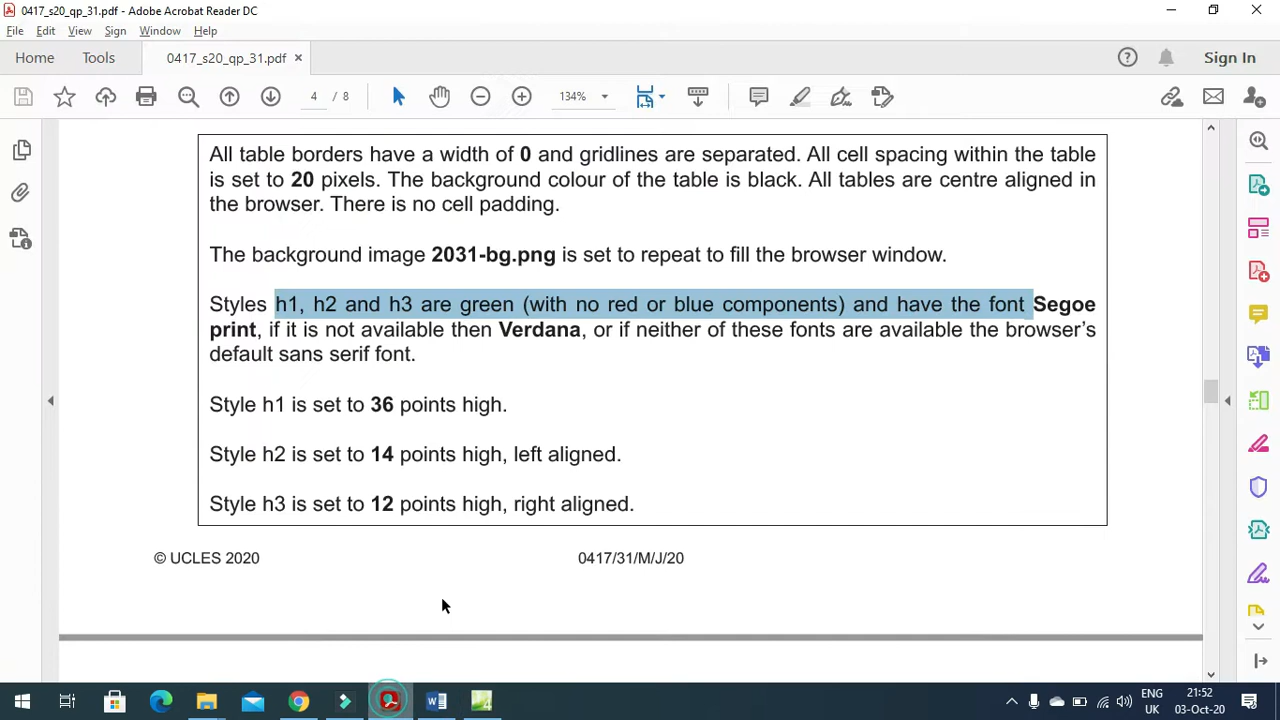 0417_s20_qp_31.pdf - Adobe Acrobat Reader DC
File Edit View Sign Window Help
Home Tools 0417_s20_qp_31.pdf × Sign In
4 / 8 134%
All table borders have a width of 0 and gridlines are separated. All cell spacing within the table
is set to 20 pixels. The background colour of the table is black. All tables are centre aligned in
the browser. There is no cell padding.
The background image 2031-bg.png is set to repeat to fill the browser window.
Styles h1, h2 and h3 are green (with no red or blue components) and have the font Segoe
print, if it is not available then Verdana, or if neither of these fonts are available the browser's
default sans serif font.
Style h1 is set to 36 points high.
Style h2 is set to 14 points high, left aligned.
Style h3 is set to 12 points high, right aligned.
© UCLES 2020 0417/31/M/J/20
ENG 21:52
UK 03-Oct-20